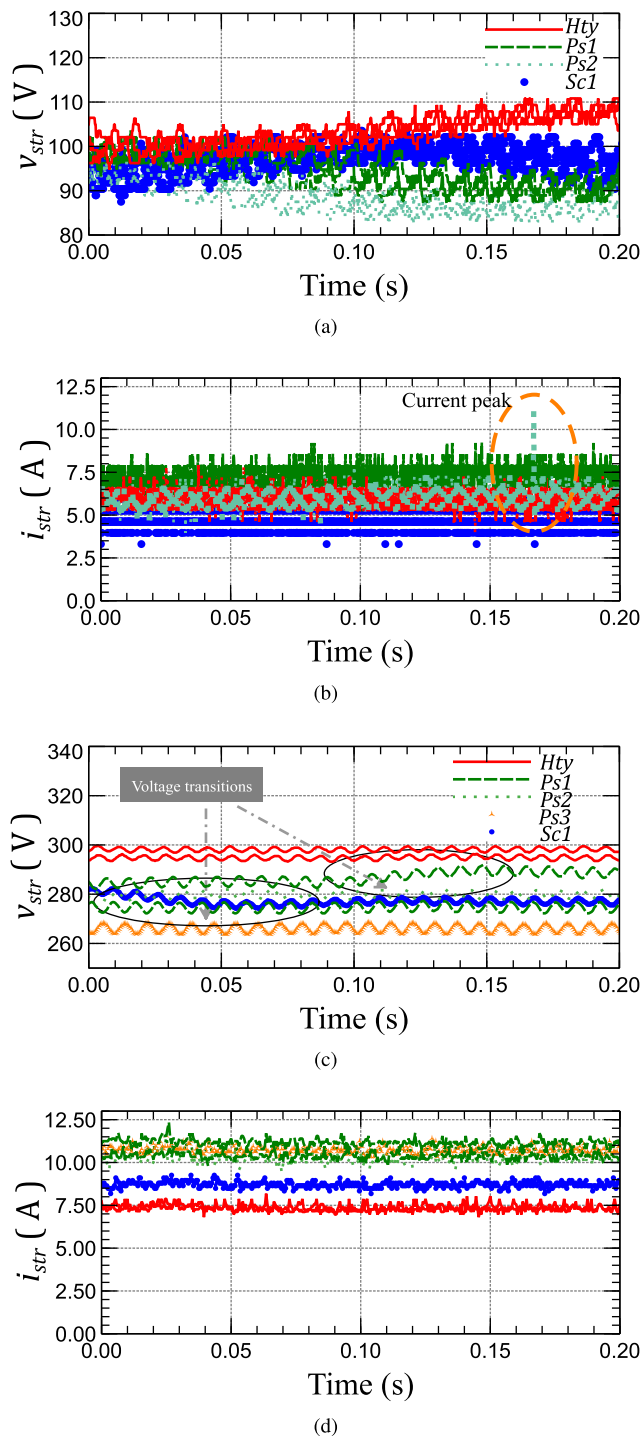 130
120
110
100
90
80
v_str ( V )
Hty
Ps1
Ps2
Sc1
0.00 0.05 0.10 0.15 0.20
Time (s)
(a)
12.5
10.0
7.5
5.0
2.5
0.0
i_str ( A )
Current peak
0.00 0.05 0.10 0.15 0.20
Time (s)
(b)
340
320
300
280
260
v_str ( V )
Voltage transitions
Hty
Ps1
Ps2
Ps3
Sc1
0.00 0.05 0.10 0.15 0.20
Time (s)
(c)
12.50
10.00
7.50
5.00
2.50
0.00
i_str ( A )
0.00 0.05 0.10 0.15 0.20
Time (s)
(d)